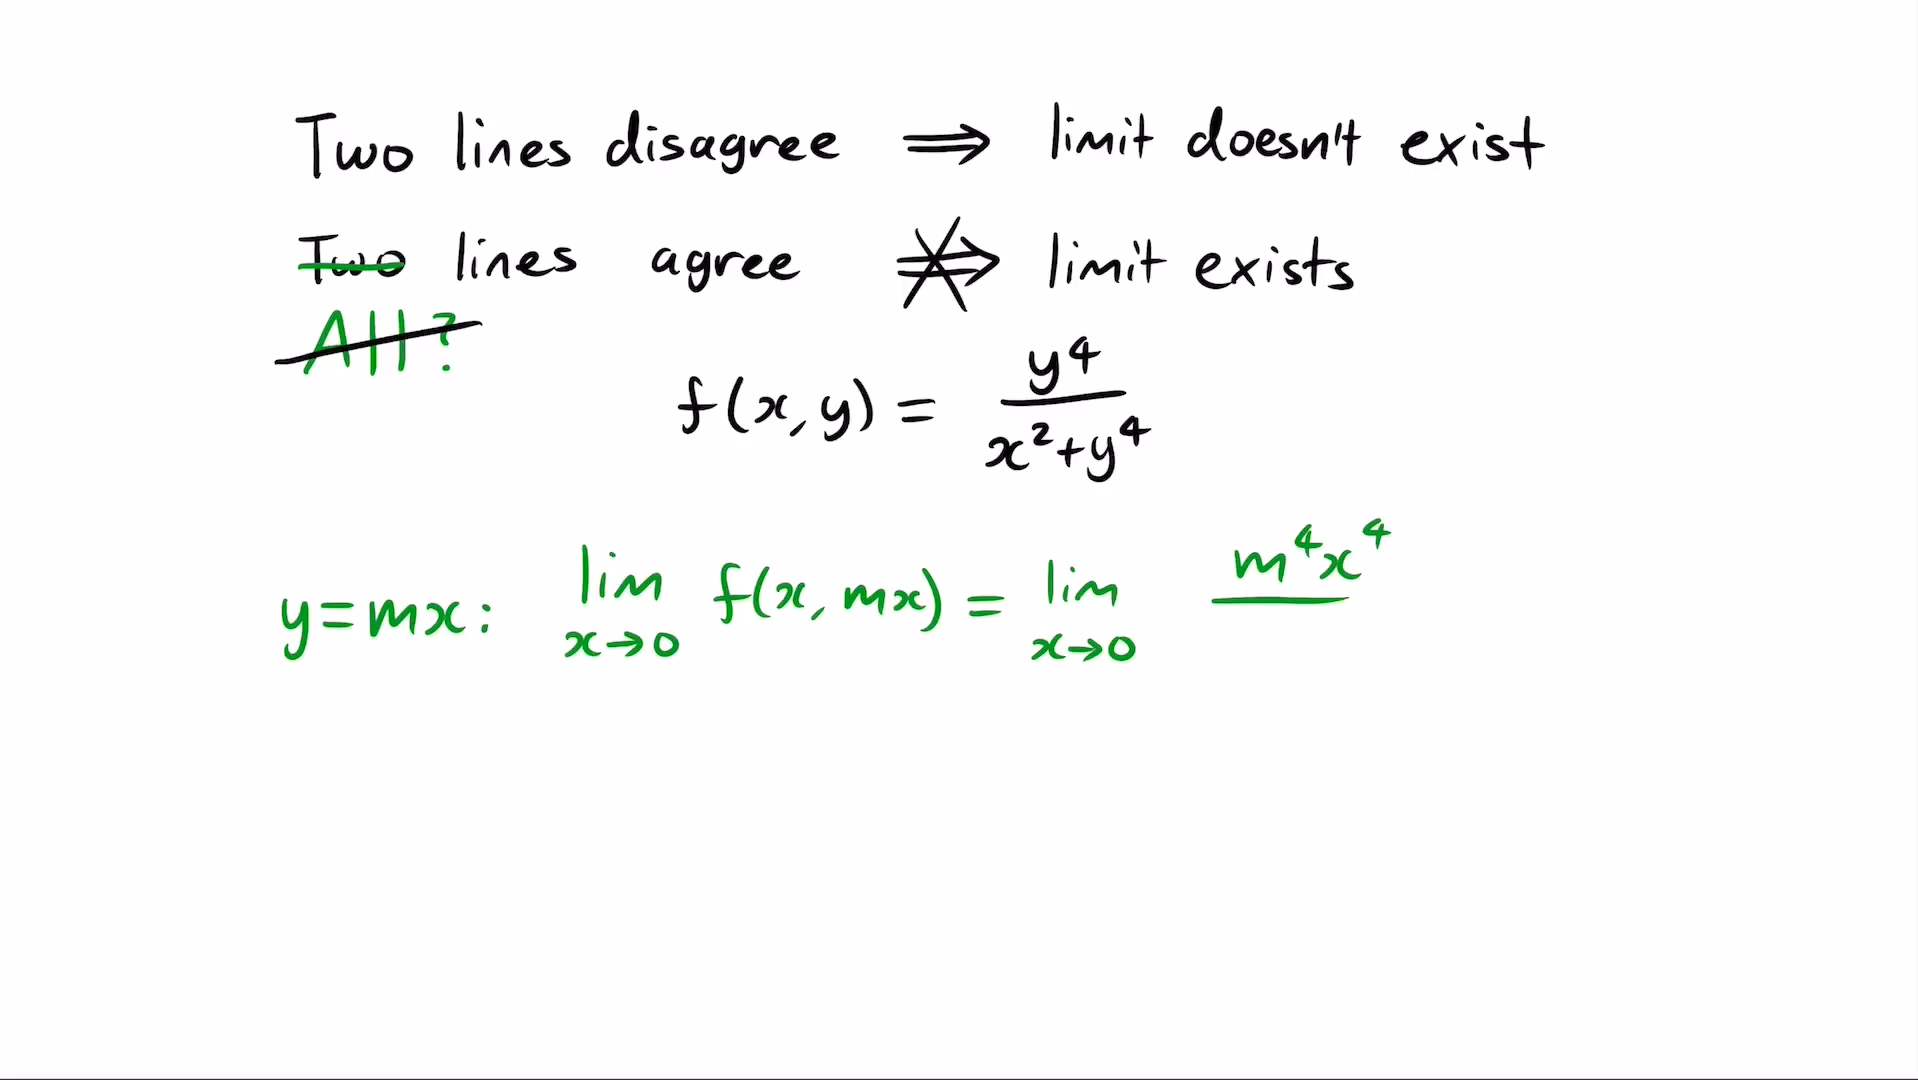 Two lines disagree ⟹ limit doesn't exist
~~Two~~ lines agree ⇏ limit exists
~~All?~~
f(x,y) = y⁴/(x²+y⁴)
y=mx: lim_{x→0} f(x,mx) = lim_{x→0} m⁴x⁴